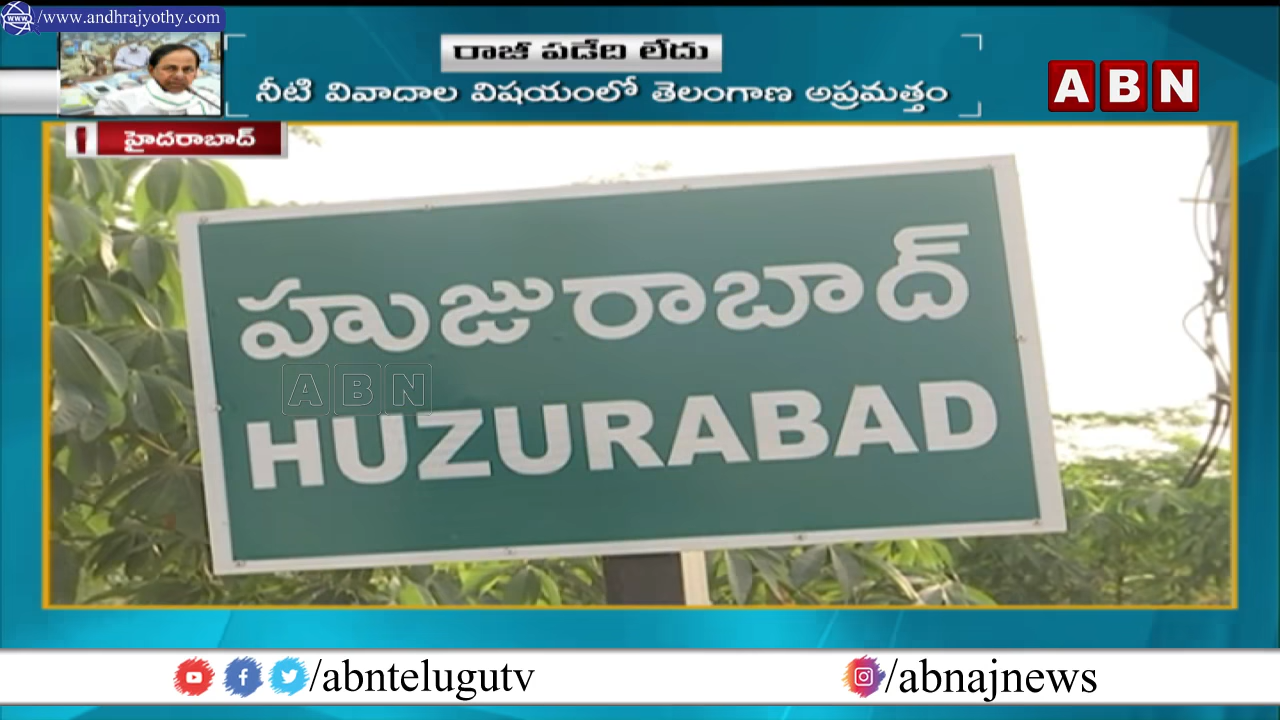 /www.andhrajyothy.com
రాజీ పడేది లేదు
నీటి వివాదాల విషయంలో తెలంగాణ అప్రమత్తం
ABN
హైదరాబాద్
హుజురాబాద్
ABN
HUZURABAD
/abntelugutv
/abnajnews